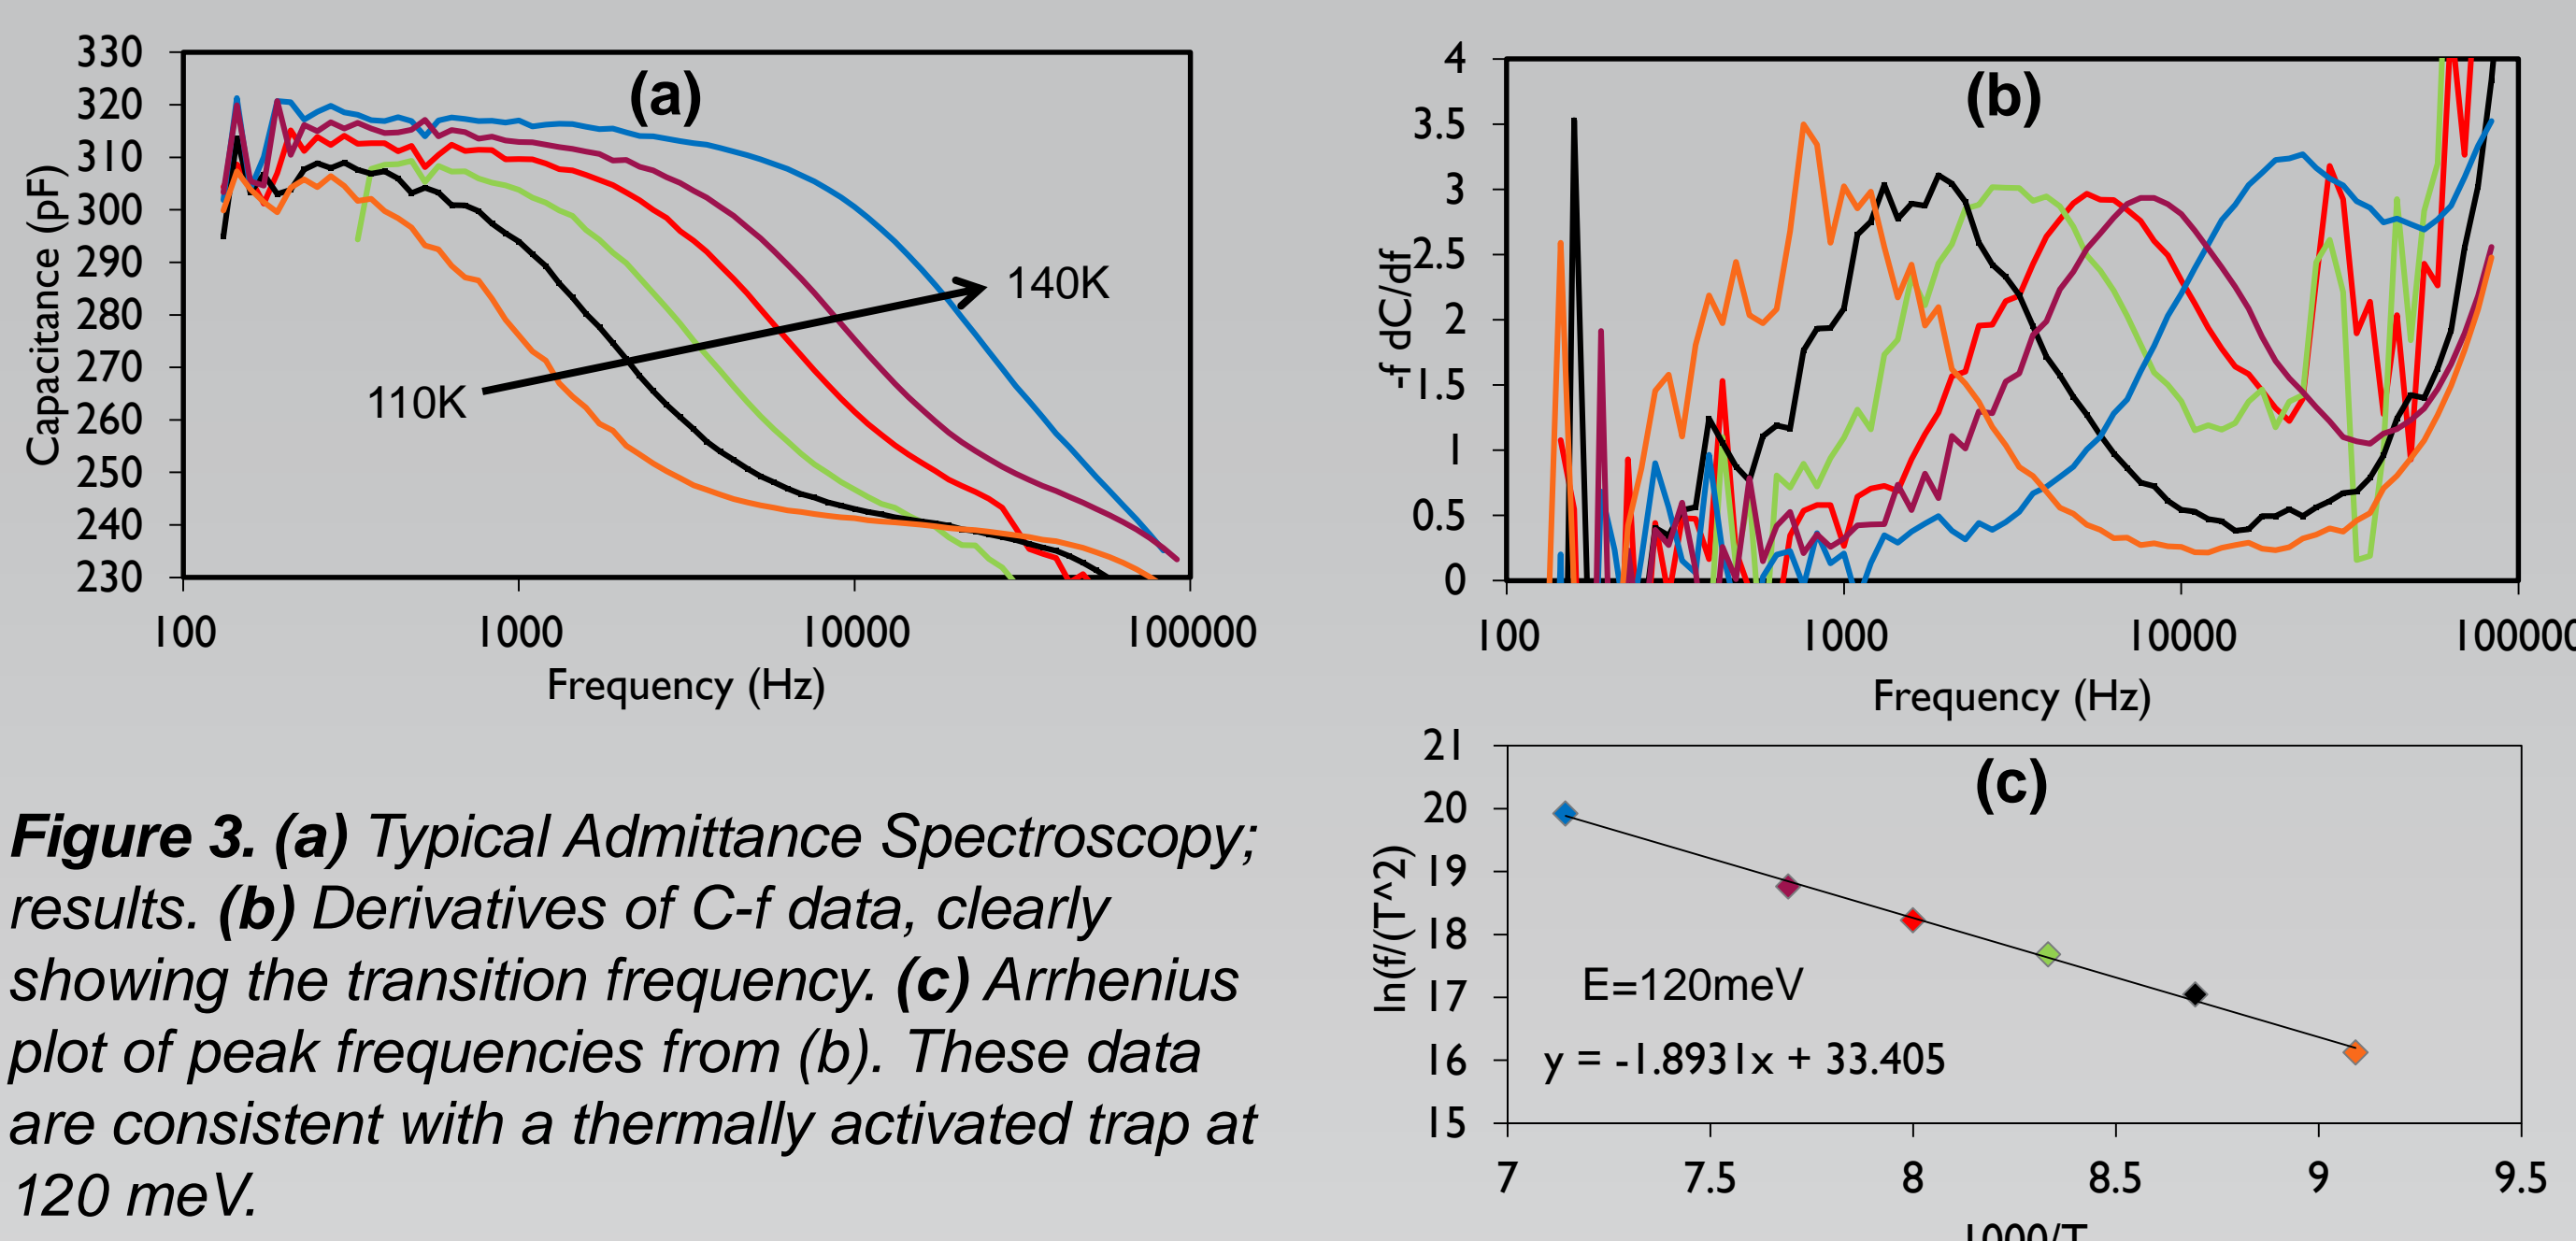 (a)
330
320
310
300
290
280
270
260
250
240
230
Capacitance (pF)
140K
110K
100
1000
10000
100000
Frequency (Hz)
(b)
4
3.5
3
2.5
2
1.5
1
0.5
0
-f dC/df
100
1000
10000
100000
Frequency (Hz)
(c)
21
20
19
18
17
16
15
ln(f/(T^2)
E=120meV
y = -1.8931x + 33.405
7
7.5
8
8.5
9
9.5
1000/T
Figure 3. (a) Typical Admittance Spectroscopy;
results. (b) Derivatives of C-f data, clearly
showing the transition frequency. (c) Arrhenius
plot of peak frequencies from (b). These data
are consistent with a thermally activated trap at
120 meV.